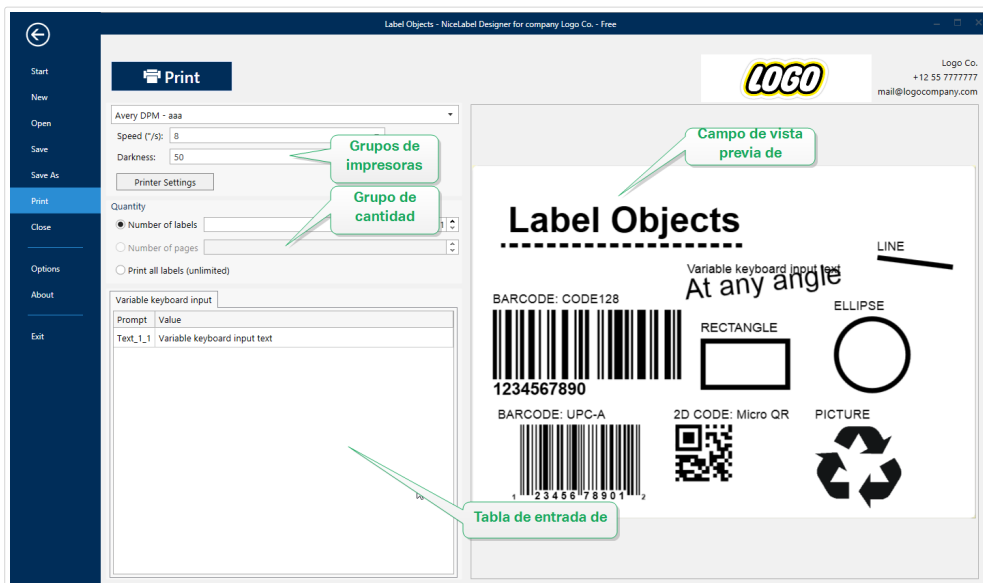 Label Objects - NiceLabel Designer for company Logo Co. - Free
Start
New
Open
Save
Save As
Print
Close
Options
About
Exit
Print
LOGO
Logo Co.
+12 55 7777777
mail@logocompany.com
Avery DPM - aaa
Speed ("/s): 8
Darkness: 50
Printer Settings
Grupos de
impresoras
Quantity
Number of labels 1
Number of pages
Print all labels (unlimited)
Grupo de
cantidad
Variable keyboard input
Prompt Value
Text_1_1 Variable keyboard input text
Campo de vista
previa de
Label Objects
LINE
Variable keyboard input text
At any angle
BARCODE: CODE128
1234567890
RECTANGLE
ELLIPSE
BARCODE: UPC-A
1 23456 78901 2
2D CODE: Micro QR
PICTURE
Tabla de entrada de